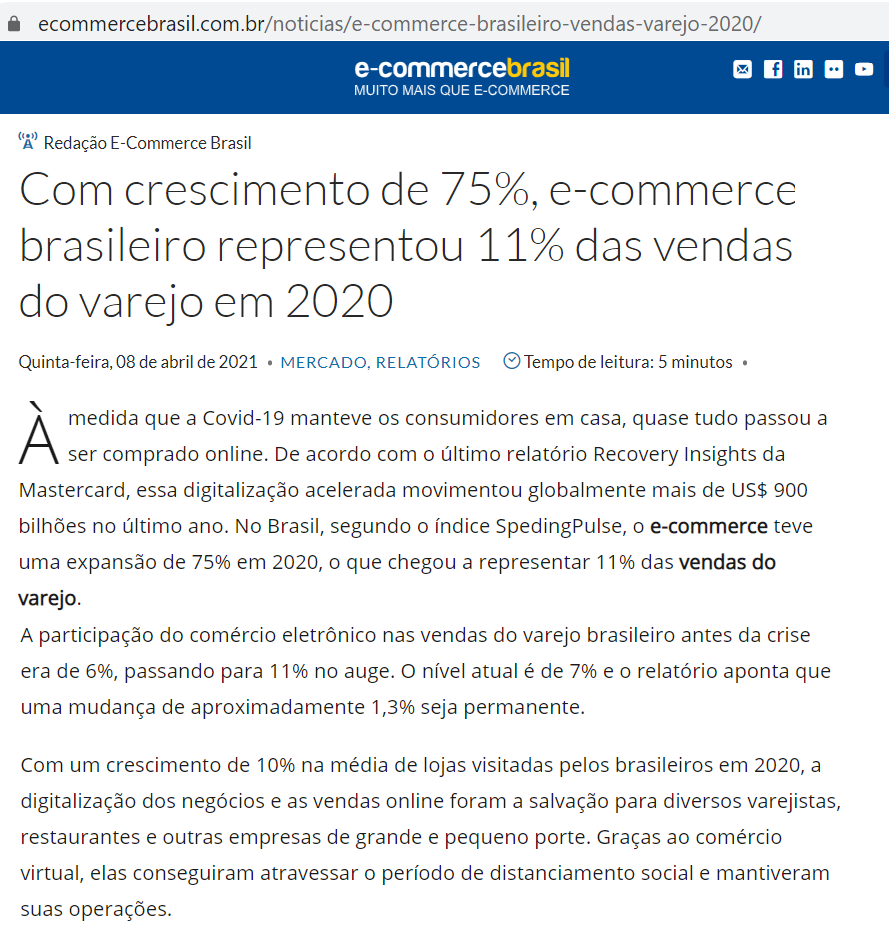 ecommercebrasil.com.br/noticias/e-commerce-brasileiro-vendas-varejo-2020/
e-commercebrasil
MUITO MAIS QUE E-COMMERCE
Redação E-Commerce Brasil
Com crescimento de 75%, e-commerce
brasileiro representou 11% das vendas
do varejo em 2020
Quinta-feira, 08 de abril de 2021 • MERCADO, RELATÓRIOS Tempo de leitura: 5 minutos •
À medida que a Covid-19 manteve os consumidores em casa, quase tudo passou a
ser comprado online. De acordo com o último relatório Recovery Insights da
Mastercard, essa digitalização acelerada movimentou globalmente mais de US$ 900
bilhões no último ano. No Brasil, segundo o índice SpedingPulse, o e-commerce teve
uma expansão de 75% em 2020, o que chegou a representar 11% das vendas do
varejo.
A participação do comércio eletrônico nas vendas do varejo brasileiro antes da crise
era de 6%, passando para 11% no auge. O nível atual é de 7% e o relatório aponta que
uma mudança de aproximadamente 1,3% seja permanente.
Com um crescimento de 10% na média de lojas visitadas pelos brasileiros em 2020, a
digitalização dos negócios e as vendas online foram a salvação para diversos varejistas,
restaurantes e outras empresas de grande e pequeno porte. Graças ao comércio
virtual, elas conseguiram atravessar o período de distanciamento social e mantiveram
suas operações.